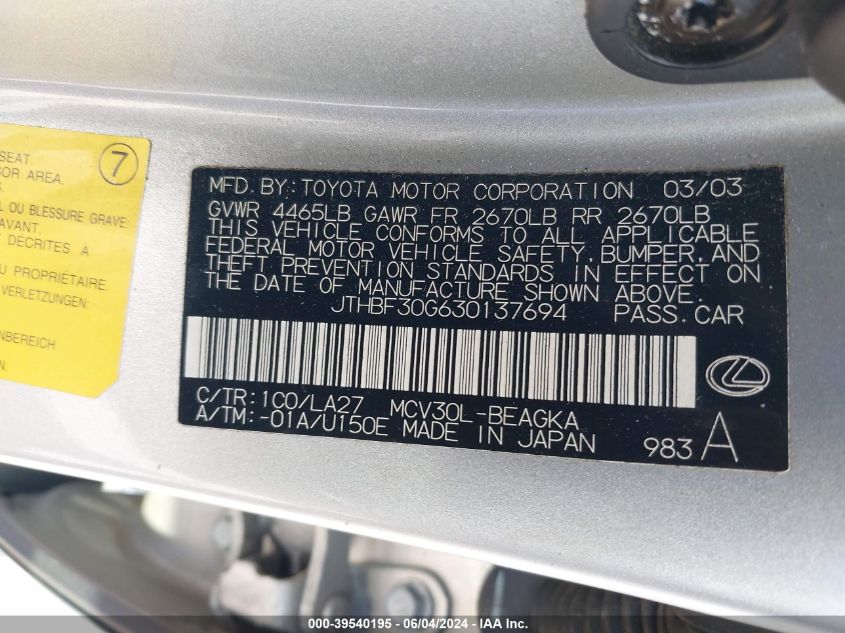 SEAT.
SOR AREA.
7
OU BLESSURE GRAVE
AVANT.
DECRITES À
U PROPRIÉTAIRE.
VERLETZUNGEN:
NBEREICH
MFD. BY: TOYOTA MOTOR CORPORATION 03/03
GVWR 4465LB GAWR FR 2670LB RR 2670LB
THIS VEHICLE CONFORMS TO ALL APPLICABLE
FEDERAL MOTOR VEHICLE SAFETY, BUMPER, AND
THEFT PREVENTION STANDARDS IN EFFECT ON
THE DATE OF MANUFACTURE SHOWN ABOVE.
JTHBF30G630137694 PASS. CAR
C/TR: 1C0/LA27 MCV30L-BEAGKA
A/TM: -01A/U150E MADE IN JAPAN
983 A
000-39540195 - 06/04/2024 - IAA Inc.